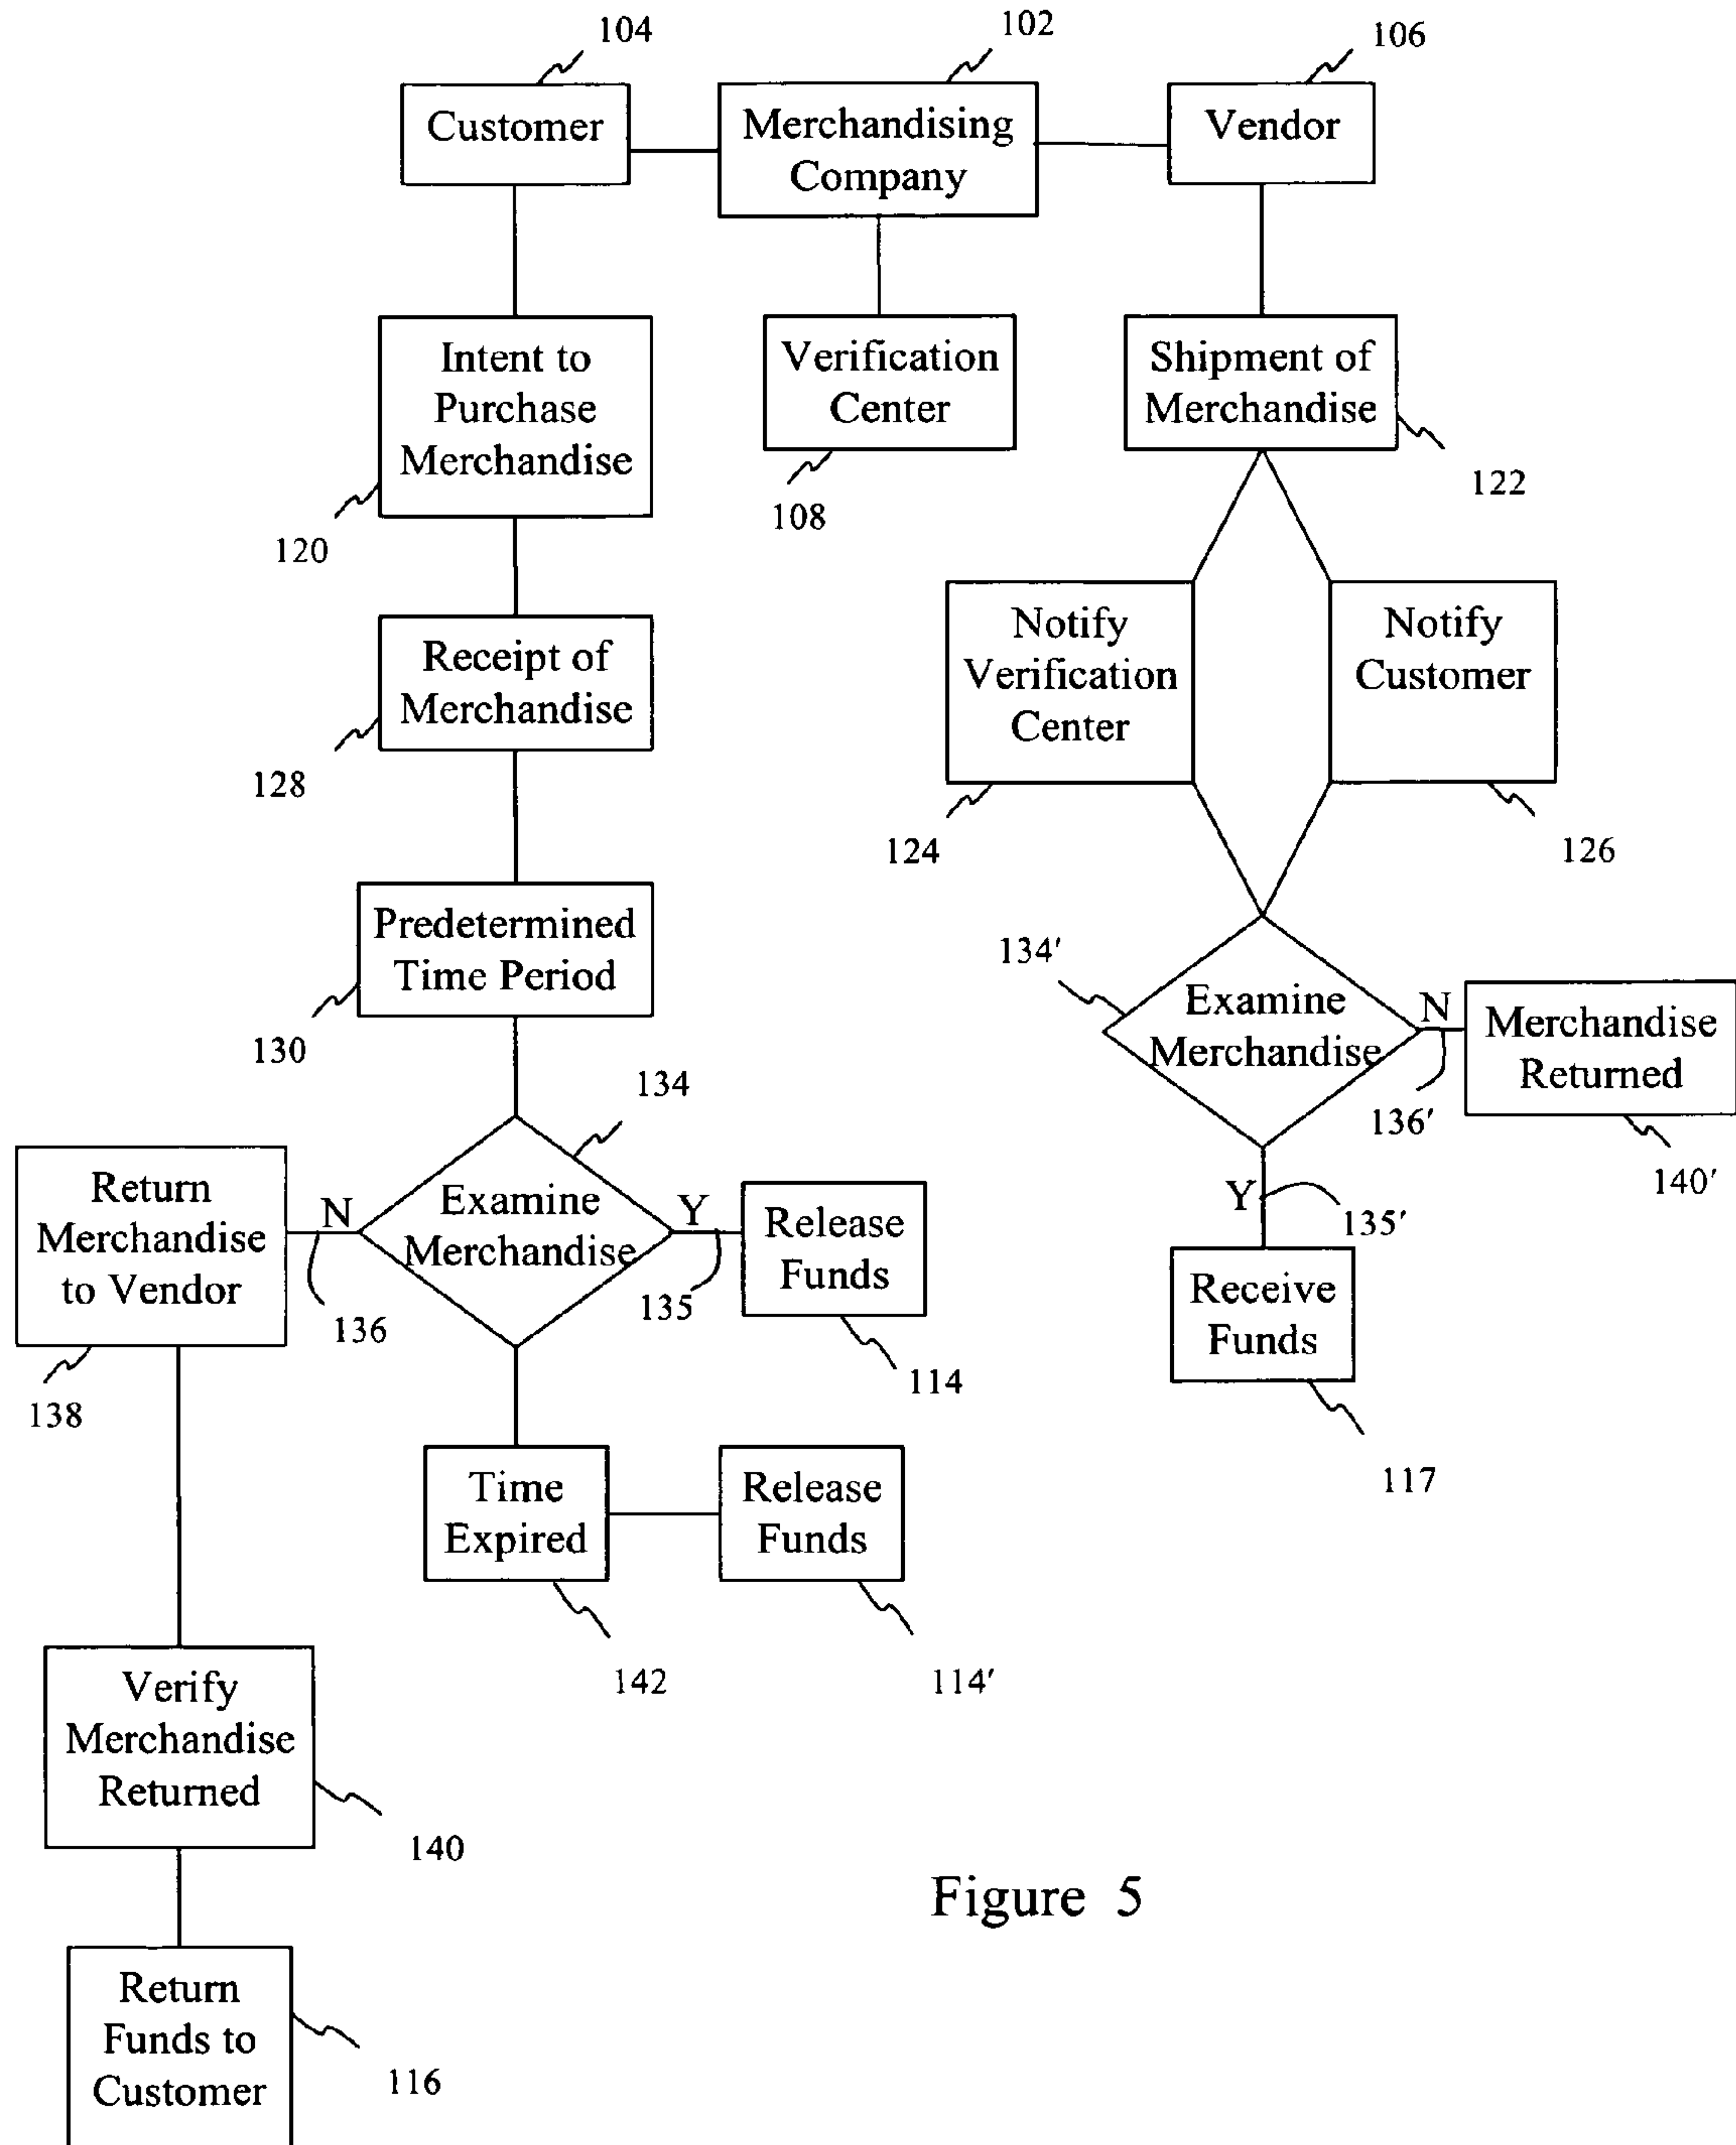 104
102
106
Customer
Merchandising
Company
Vendor
Intent to
Purchase
Merchandise
120
Verification
Center
108
Shipment of
Merchandise
122
Receipt of
Merchandise
128
Notify
Verification
Center
124
Notify
Customer
126
Predetermined
Time Period
130
134'
Examine
Merchandise
N
136'
Merchandise
Returned
140'
Y
135'
Receive
Funds
117
134
Examine
Merchandise
N
136
Return
Merchandise
to Vendor
138
Y
135
Release
Funds
114
Time
Expired
142
Release
Funds
114'
Verify
Merchandise
Returned
140
Return
Funds to
Customer
116
Figure 5